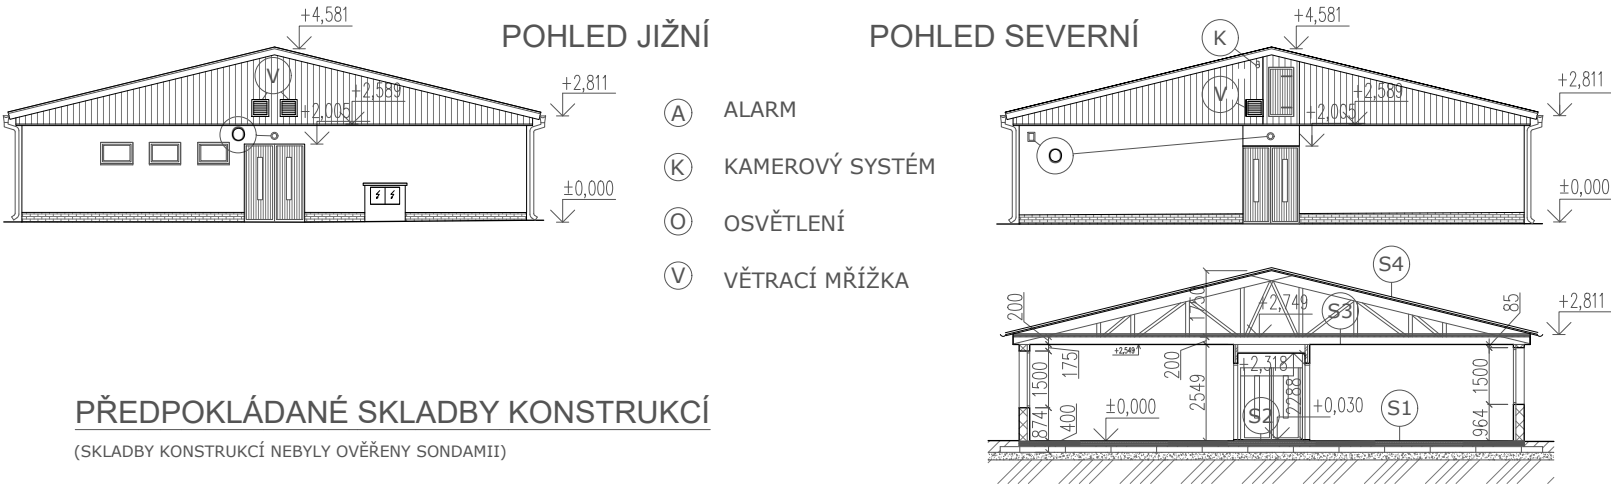 POHLED JIŽNÍ
+4,581
+2,811
V
+2,589
+2,005
O
±0,000
A ALARM
K KAMEROVÝ SYSTÉM
O OSVĚTLENÍ
V VĚTRACÍ MŘÍŽKA
POHLED SEVERNÍ
+4,581
K
+2,811
V
+2,589
+2,005
O
±0,000
S4
200
1750
+2,749
S3
85
+2,811
+2,549
1500
175
200
2549
+2,318
2288
1500
874
400
±0,000
S2
+0,030
S1
964
PŘEDPOKLÁDANÉ SKLADBY KONSTRUKCÍ
(SKLADBY KONSTRUKCÍ NEBYLY OVĚŘENY SONDAMII)